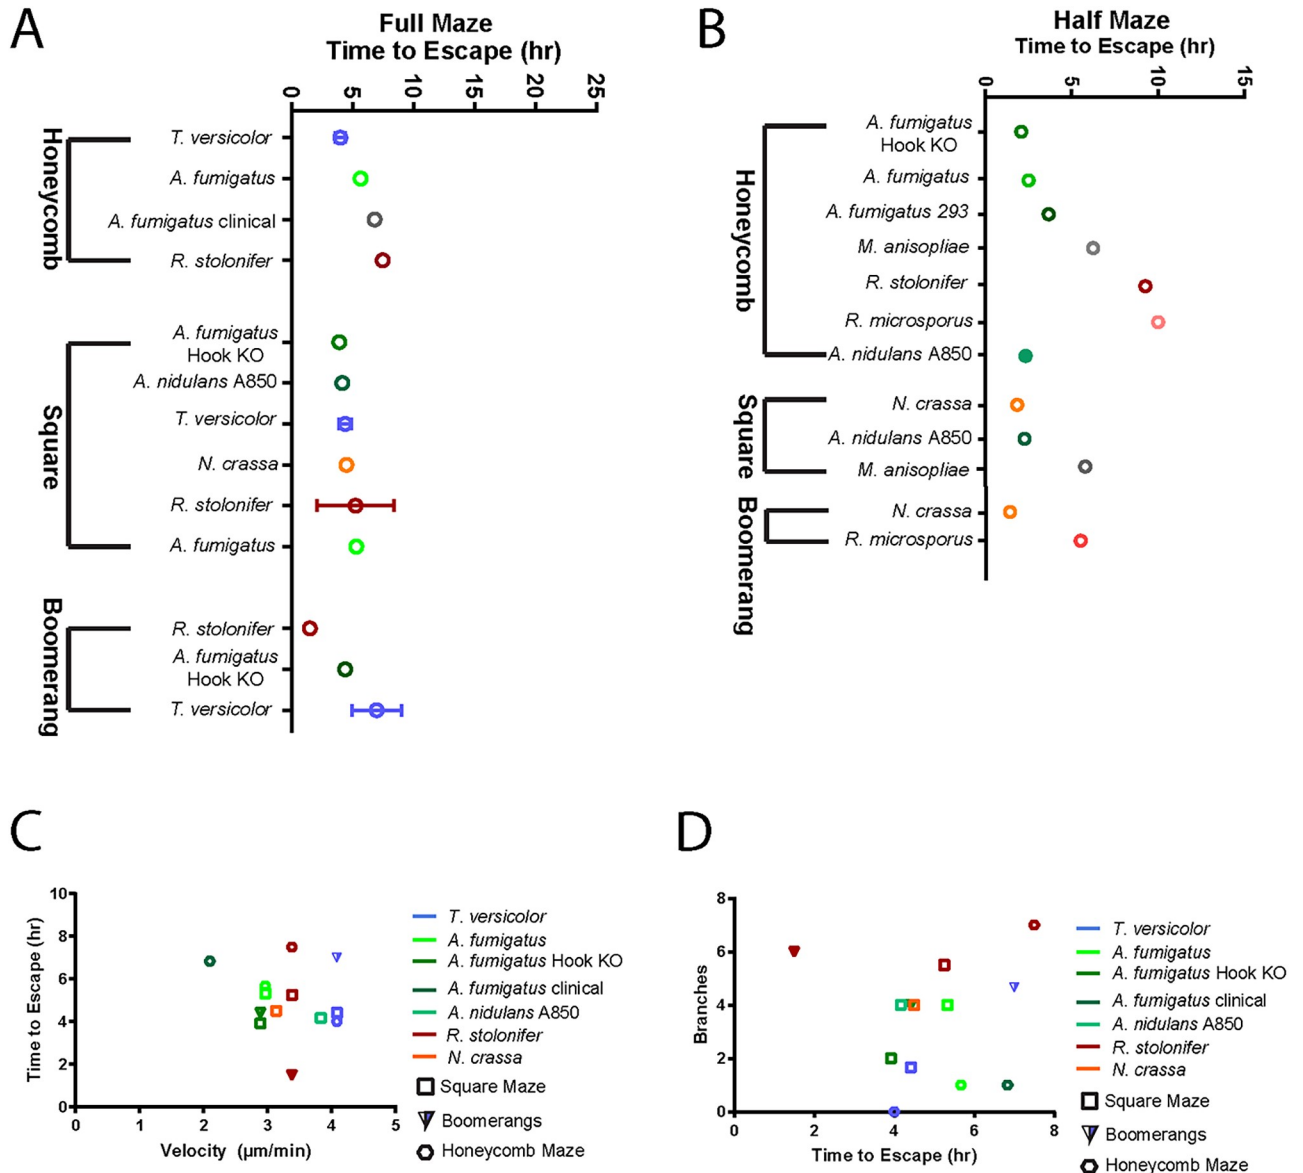 A
Full Maze
Time to Escape (hr)
0 5 10 15 20 25
Honeycomb
T. versicolor
A. fumigatus
A. fumigatus clinical
R. stolonifer
Square
A. fumigatus
Hook KO
A. nidulans A850
T. versicolor
N. crassa
R. stolonifer
A. fumigatus
Boomerang
R. stolonifer
A. fumigatus
Hook KO
T. versicolor
B
Half Maze
Time to Escape (hr)
0 5 10 15
Honeycomb
A. fumigatus
Hook KO
A. fumigatus
A. fumigatus 293
M. anisopliae
R. stolonifer
R. microsporus
A. nidulans A850
Square
N. crassa
A. nidulans A850
M. anisopliae
Boomerang
N. crassa
R. microsporus
C
Time to Escape (hr)
10
8
6
4
2
0
0 1 2 3 4 5
Velocity (µm/min)
T. versicolor
A. fumigatus
A. fumigatus Hook KO
A. fumigatus clinical
A. nidulans A850
R. stolonifer
N. crassa
Square Maze
Boomerangs
Honeycomb Maze
D
Branches
8
6
4
2
0
0 2 4 6 8
Time to Escape (hr)
T. versicolor
A. fumigatus
A. fumigatus Hook KO
A. fumigatus clinical
A. nidulans A850
R. stolonifer
N. crassa
Square Maze
Boomerangs
Honeycomb Maze